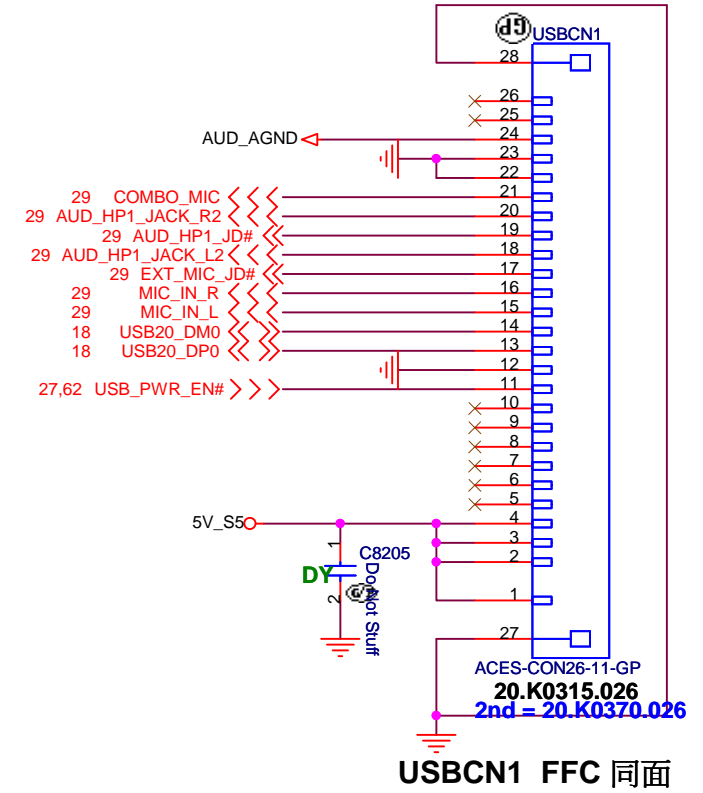 GP
USBCN1
28
26
25
AUD_AGND 24
23
22
29 COMBO_MIC 21
29 AUD_HP1_JACK_R2 20
29 AUD_HP1_JD# 19
29 AUD_HP1_JACK_L2 18
29 EXT_MIC_JD# 17
29 MIC_IN_R 16
29 MIC_IN_L 15
18 USB20_DM0 14
18 USB20_DP0 13
12
27,62 USB_PWR_EN# 11
10
9
8
7
6
5
5V_S5 4
3
2
1
1
C8205
DY
Do Not Stuff
2
27
ACES-CON26-11-GP
20.K0315.026
2nd = 20.K0370.026
USBCN1 FFC 同面